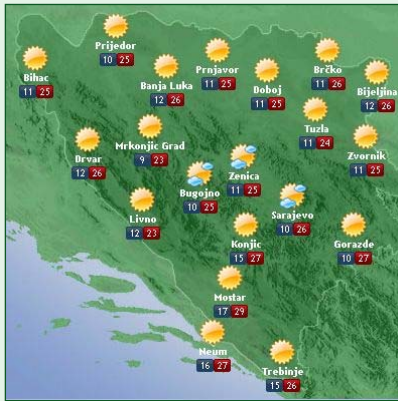 Prijedor
10 25
Bihac
11 25
Prnjavor
11 25
Banja Luka
12 26
Doboj
11 25
Brčko
11 26
Bijeljina
12 26
Tuzla
11 24
Mrkonjic Grad
9 23
Zvornik
11 25
Drvar
12 26
Zenica
11 25
Bugojno
10 25
Sarajevo
10 26
Livno
12 23
Konjic
15 27
Gorazde
10 27
Mostar
17 29
Neum
16 27
Trebinje
15 26